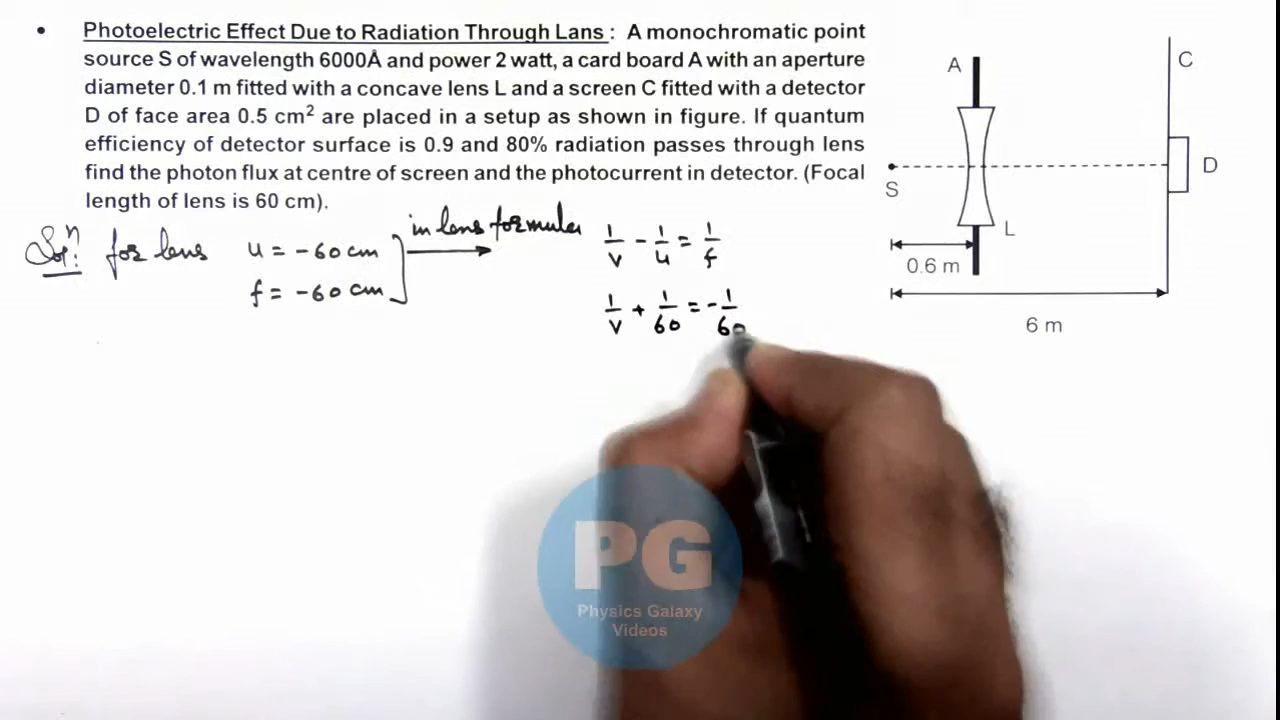 • Photoelectric Effect Due to Radiation Through Lans : A monochromatic point
source S of wavelength 6000Å and power 2 watt, a card board A with an aperture
diameter 0.1 m fitted with a concave lens L and a screen C fitted with a detector
D of face area 0.5 cm² are placed in a setup as shown in figure. If quantum
efficiency of detector surface is 0.9 and 80% radiation passes through lens
find the photon flux at centre of screen and the photocurrent in detector. (Focal
length of lens is 60 cm).
A
C
S
D
L
0.6 m
6 m
Solⁿ: for lens u = -60 cm
f = -60 cm
in lens formula
1/v - 1/u = 1/f
1/v + 1/60 = -1/60
PG
Physics Galaxy
Videos